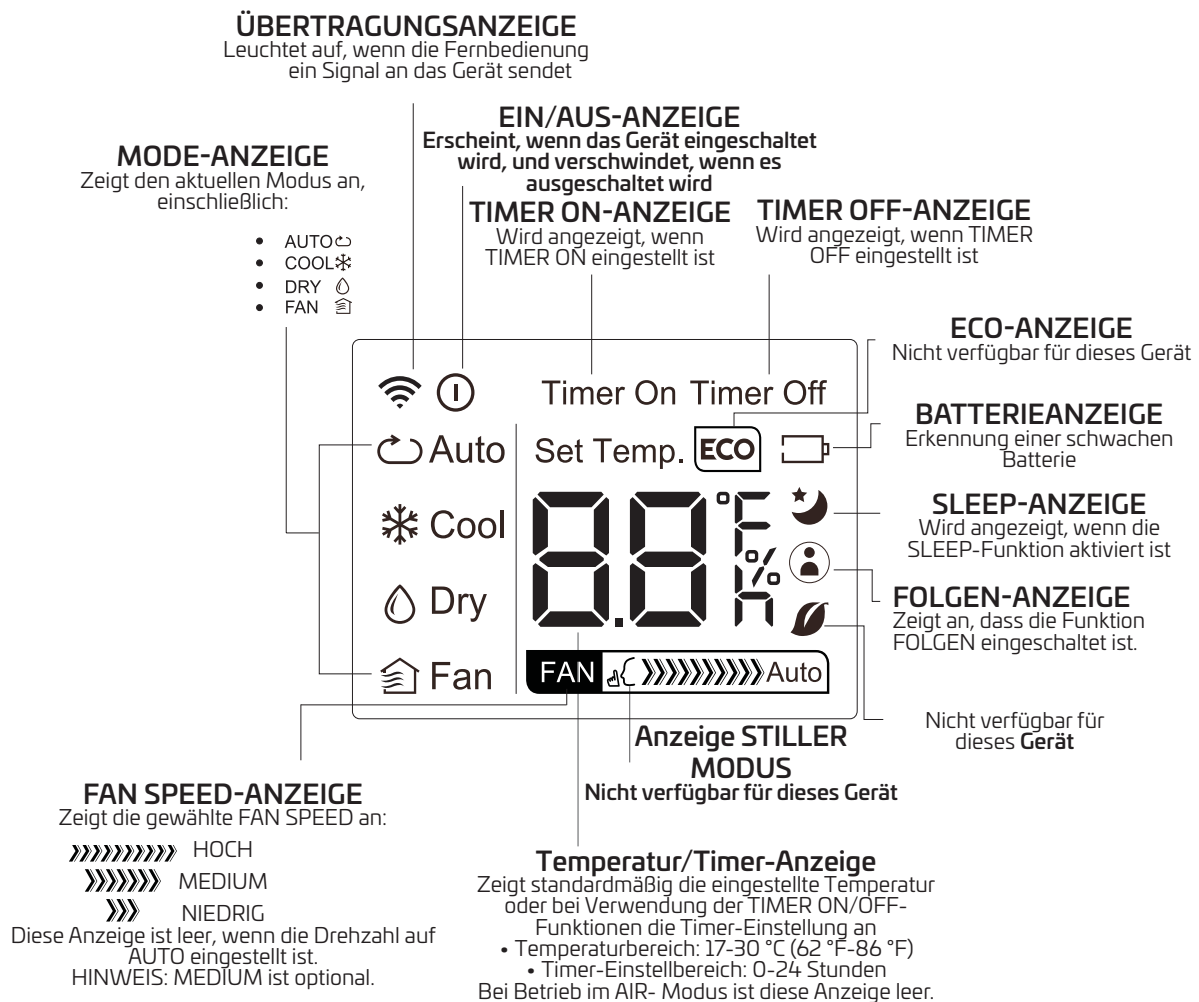 ÜBERTRAGUNGSANZEIGE
Leuchtet auf, wenn die Fernbedienung
ein Signal an das Gerät sendet
EIN/AUS-ANZEIGE
Erscheint, wenn das Gerät eingeschaltet
wird, und verschwindet, wenn es
ausgeschaltet wird
MODE-ANZEIGE
Zeigt den aktuellen Modus an,
einschließlich:
• AUTO
• COOL
• DRY
• FAN
TIMER ON-ANZEIGE
Wird angezeigt, wenn
TIMER ON eingestellt ist
TIMER OFF-ANZEIGE
Wird angezeigt, wenn TIMER
OFF eingestellt ist
ECO-ANZEIGE
Nicht verfügbar für dieses Gerät
BATTERIEANZEIGE
Erkennung einer schwachen
Batterie
SLEEP-ANZEIGE
Wird angezeigt, wenn die
SLEEP-Funktion aktiviert ist
FOLGEN-ANZEIGE
Zeigt an, dass die Funktion
FOLGEN eingeschaltet ist.
Nicht verfügbar für
dieses Gerät
Timer On Timer Off
Auto
Set Temp. ECO
Cool
Dry
Fan
8.8 °F % h
FAN Auto
Anzeige STILLER
MODUS
Nicht verfügbar für dieses Gerät
FAN SPEED-ANZEIGE
Zeigt die gewählte FAN SPEED an:
HOCH
MEDIUM
NIEDRIG
Diese Anzeige ist leer, wenn die Drehzahl auf
AUTO eingestellt ist.
HINWEIS: MEDIUM ist optional.
Temperatur/Timer-Anzeige
Zeigt standardmäßig die eingestellte Temperatur
oder bei Verwendung der TIMER ON/OFF-
Funktionen die Timer-Einstellung an
• Temperaturbereich: 17-30 °C (62 °F-86 °F)
• Timer-Einstellbereich: 0-24 Stunden
Bei Betrieb im AIR- Modus ist diese Anzeige leer.